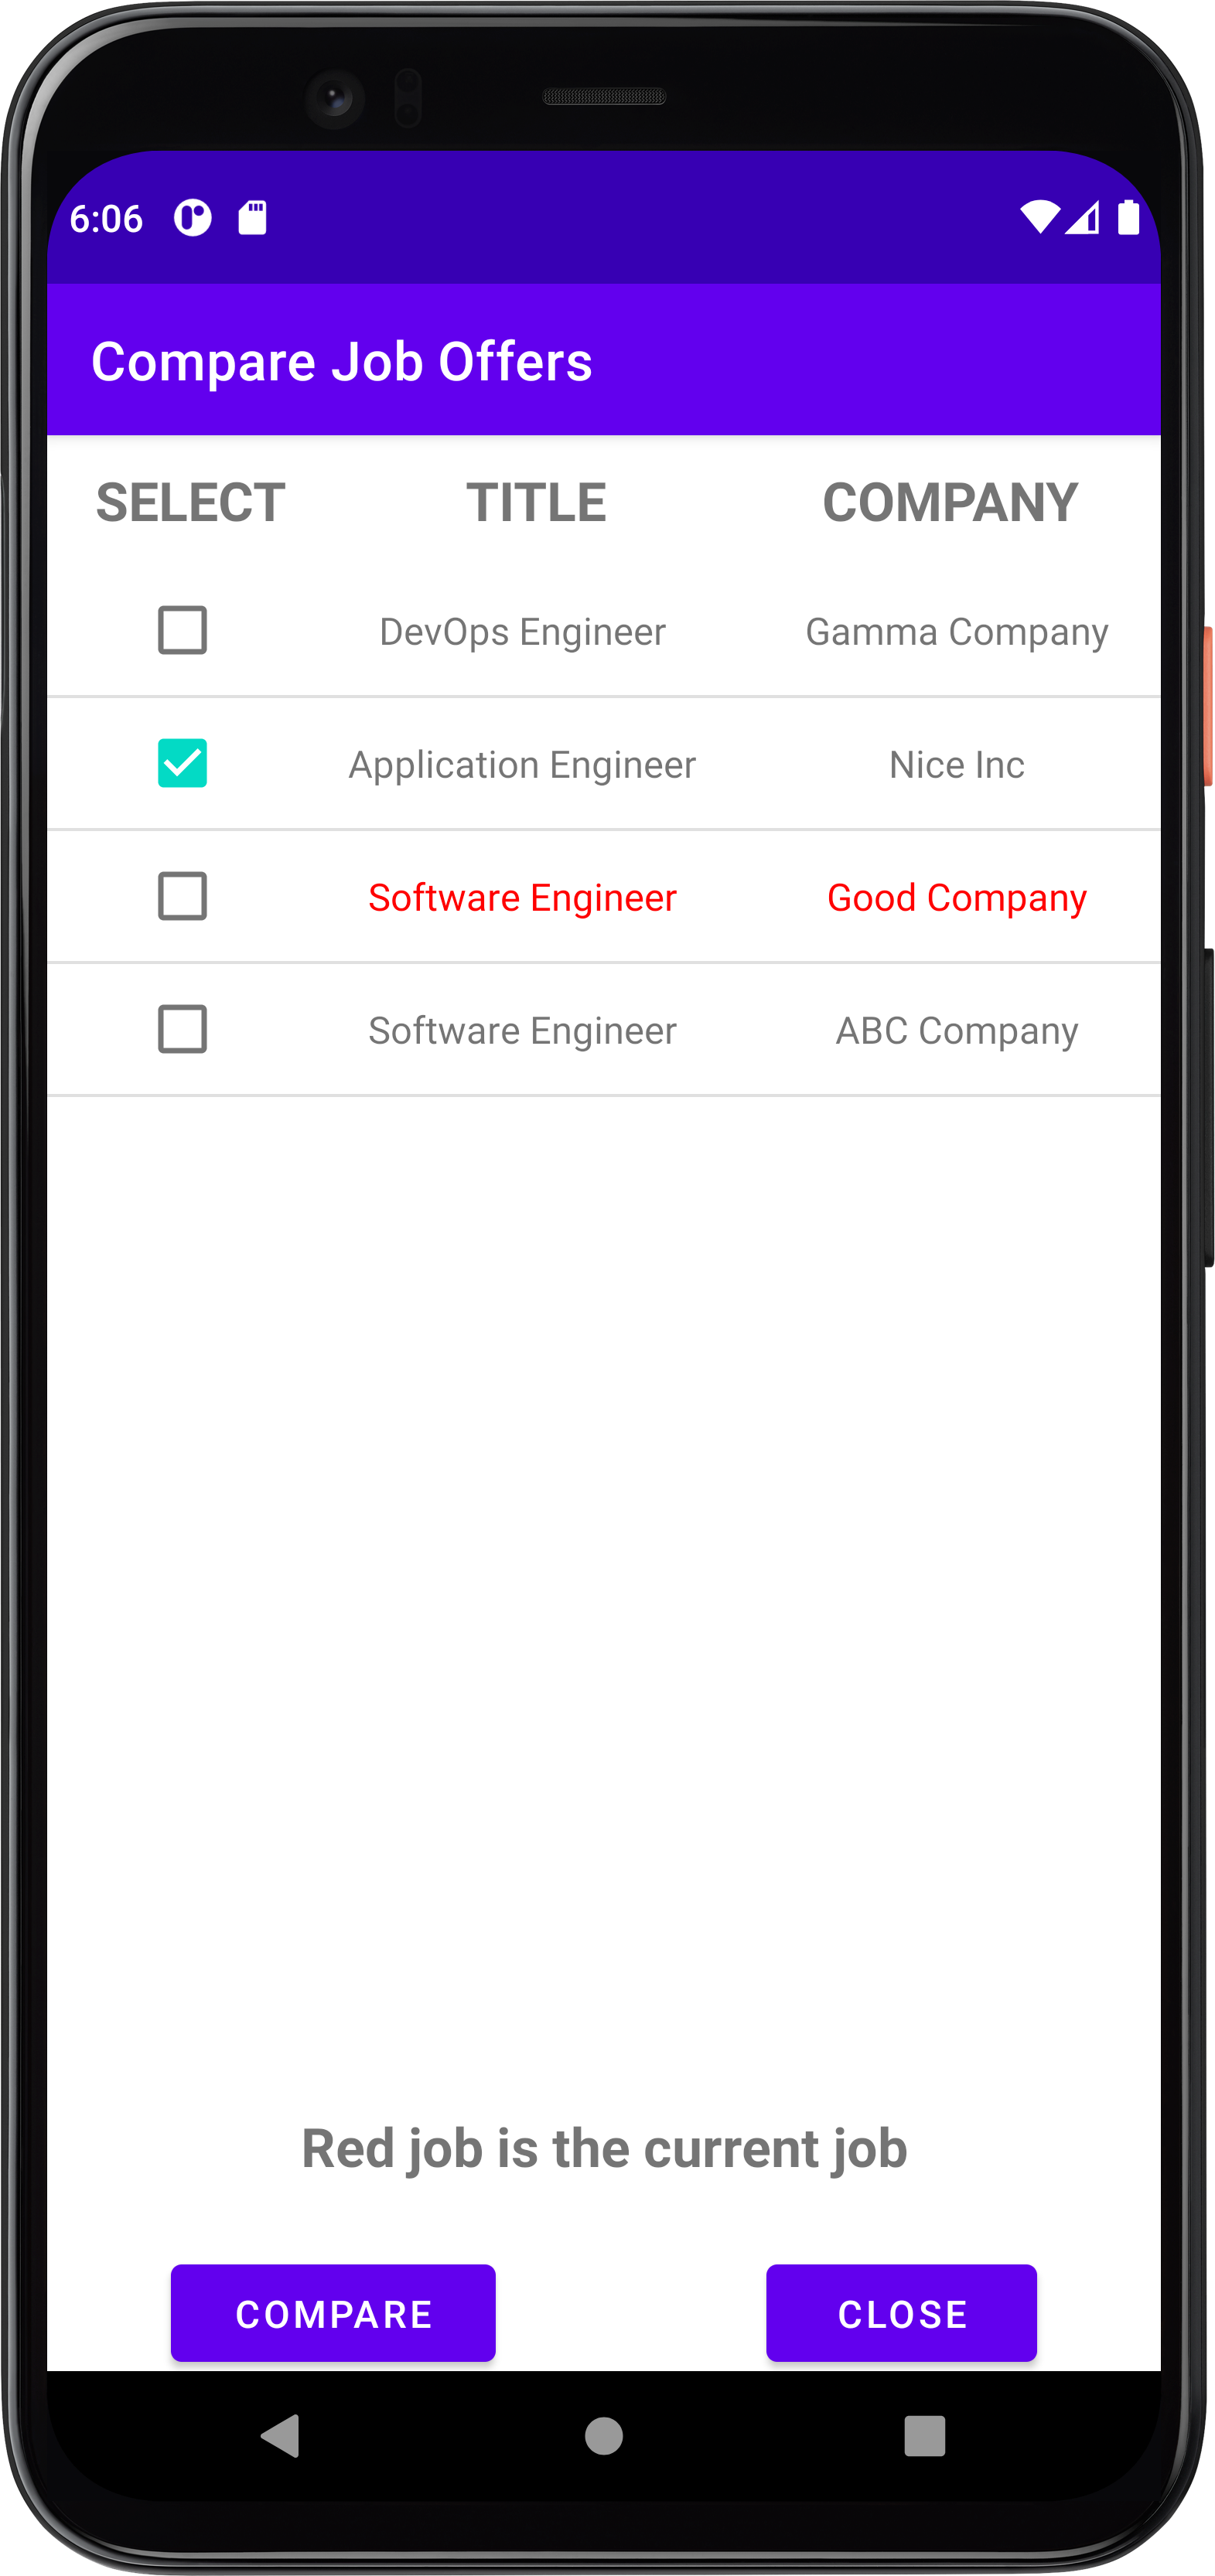 6:06
Compare Job Offers
SELECT TITLE COMPANY
DevOps Engineer Gamma Company
Application Engineer Nice Inc
Software Engineer Good Company
Software Engineer ABC Company
Red job is the current job
COMPARE CLOSE